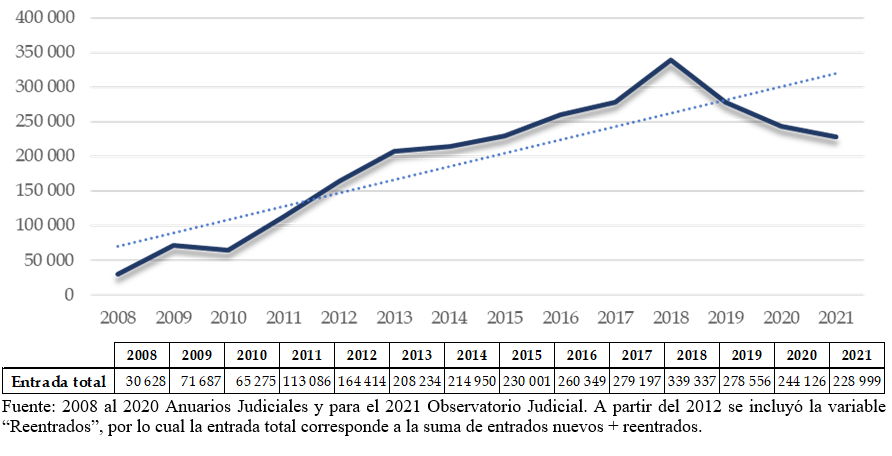 400 000
350 000
300 000
250 000
200 000
150 000
100 000
50 000
0
2008 2009 2010 2011 2012 2013 2014 2015 2016 2017 2018 2019 2020 2021
2008 2009 2010 2011 2012 2013 2014 2015 2016 2017 2018 2019 2020 2021
Entrada total 30 628 71 687 65 275 113 086 164 414 208 234 214 950 230 001 260 349 279 197 339 337 278 556 244 126 228 999
Fuente: 2008 al 2020 Anuarios Judiciales y para el 2021 Observatorio Judicial. A partir del 2012 se incluyó la variable
“Reentrados”, por lo cual la entrada total corresponde a la suma de entrados nuevos + reentrados.